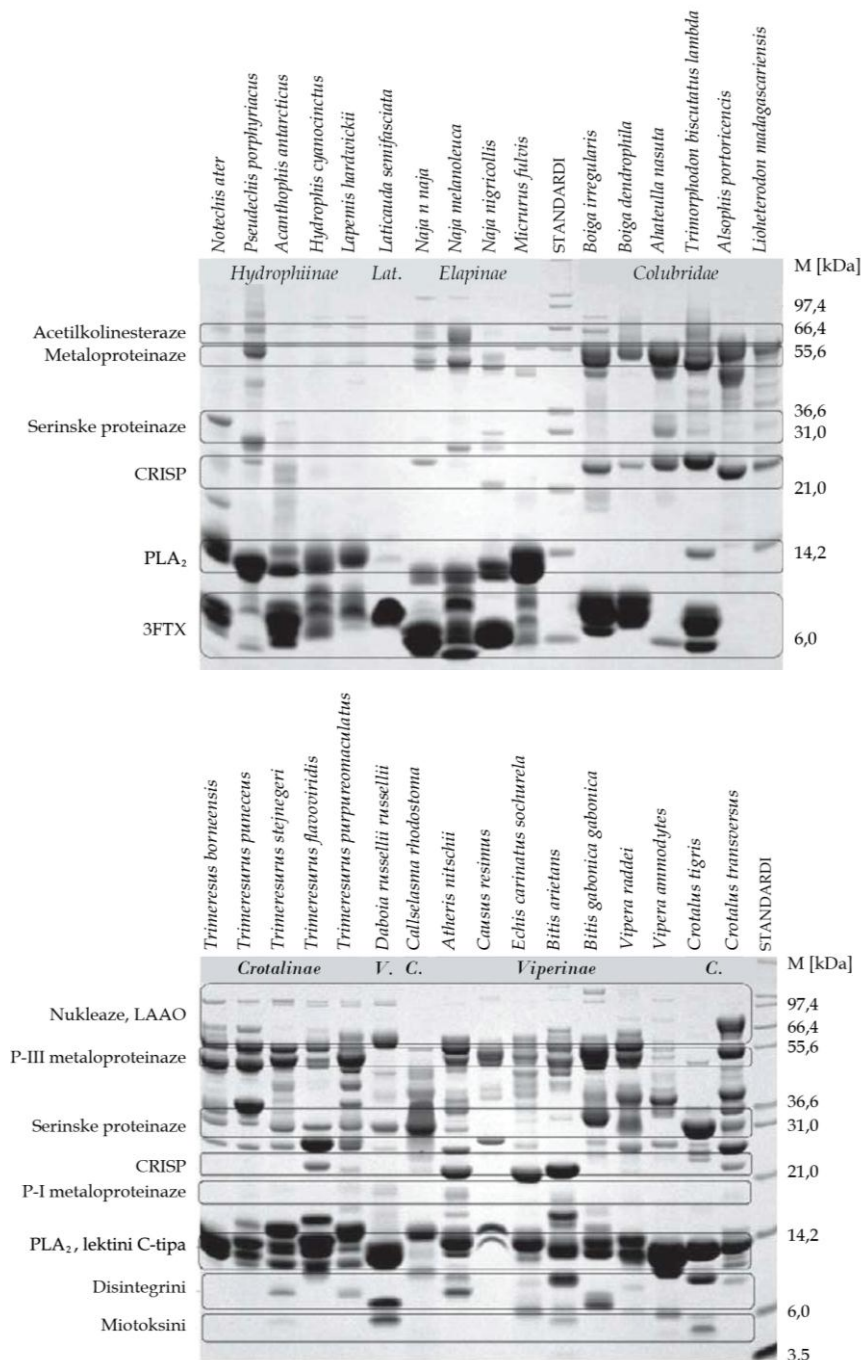 Notechis ater
Pseudechis porphyriacus
Acanthophis antarcticus
Hydrophis cyanocinctus
Lapemis hardwickii
Laticauda semifasciata
Naja n naja
Naja melanoleuca
Naja nigricollis
Micrurus fulvis
STANDARDI
Boiga irregularis
Boiga dendrophila
Ahateulla nasuta
Trimorphodon biscutatus lambda
Alsophis portoricencis
Lioheterodon madagascariensis
M [kDa]
Hydrophiinae Lat. Elapinae Colubridae
97,4
Acetilkolinesteraze 66,4
Metaloproteinaze 55,6
36,6
Serinske proteinaze 31,0
CRISP
21,0
PLA₂ 14,2
3FTX 6,0
Trimeresus borneensis
Trimeresurus puneceus
Trimeresurus stejnegeri
Trimeresurus flavoviridis
Trimeresurus purpureomaculatus
Daboia russellii russellii
Callselasma rhodostoma
Atheris nitschii
Causus resimus
Echis carinatus sochurela
Bitis arietans
Bitis gabonica gabonica
Vipera raddei
Vipera ammodytes
Crotalus tigris
Crotalus transversus
STANDARDI
M [kDa]
Crotalinae V. C. Viperinae C.
Nukleaze, LAAO 97,4
66,4
P-III metaloproteinaze 55,6
36,6
Serinske proteinaze 31,0
CRISP 21,0
P-I metaloproteinaze
PLA₂, lektini C-tipa 14,2
Disintegrini
6,0
Miotoksini
3,5